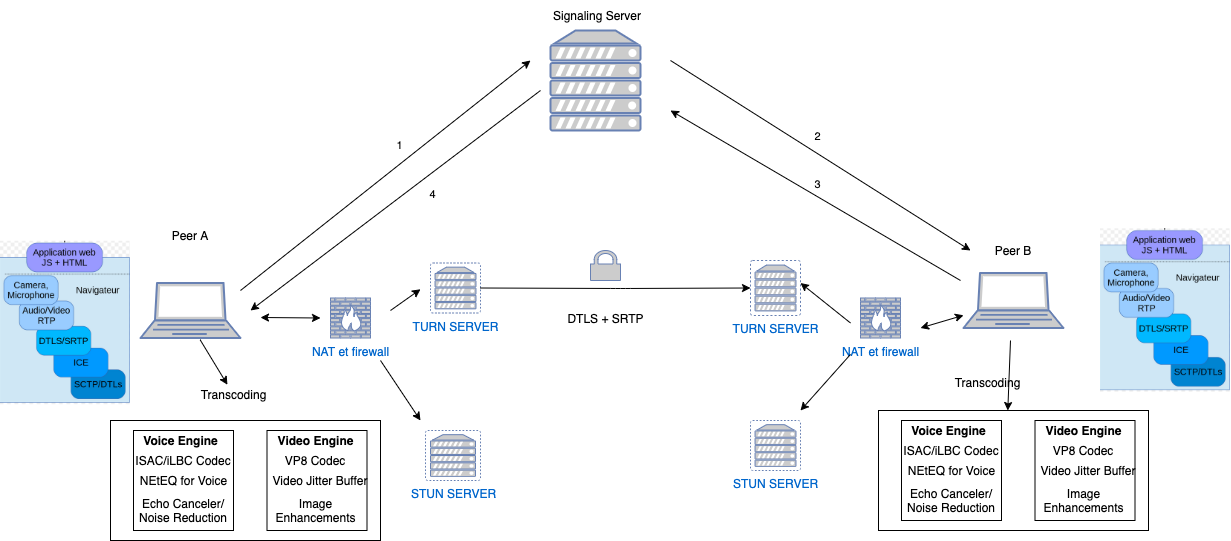 Signaling Server
1
2
3
4
Peer A
Peer B
Application web
JS + HTML
Camera,
Microphone
Navigateur
Audio/Video
RTP
DTLS/SRTP
ICE
SCTP/DTLs
TURN SERVER
DTLS + SRTP
TURN SERVER
NAT et firewall
NAT et firewall
Application web
JS + HTML
Camera,
Microphone
Navigateur
Audio/Video
RTP
DTLS/SRTP
ICE
SCTP/DTLs
Transcoding
Transcoding
Voice Engine
ISAC/iLBC Codec
NEtEQ for Voice
Echo Canceler/
Noise Reduction
Video Engine
VP8 Codec
Video Jitter Buffer
Image
Enhancements
STUN SERVER
STUN SERVER
Voice Engine
ISAC/iLBC Codec
NEtEQ for Voice
Echo Canceler/
Noise Reduction
Video Engine
VP8 Codec
Video Jitter Buffer
Image
Enhancements